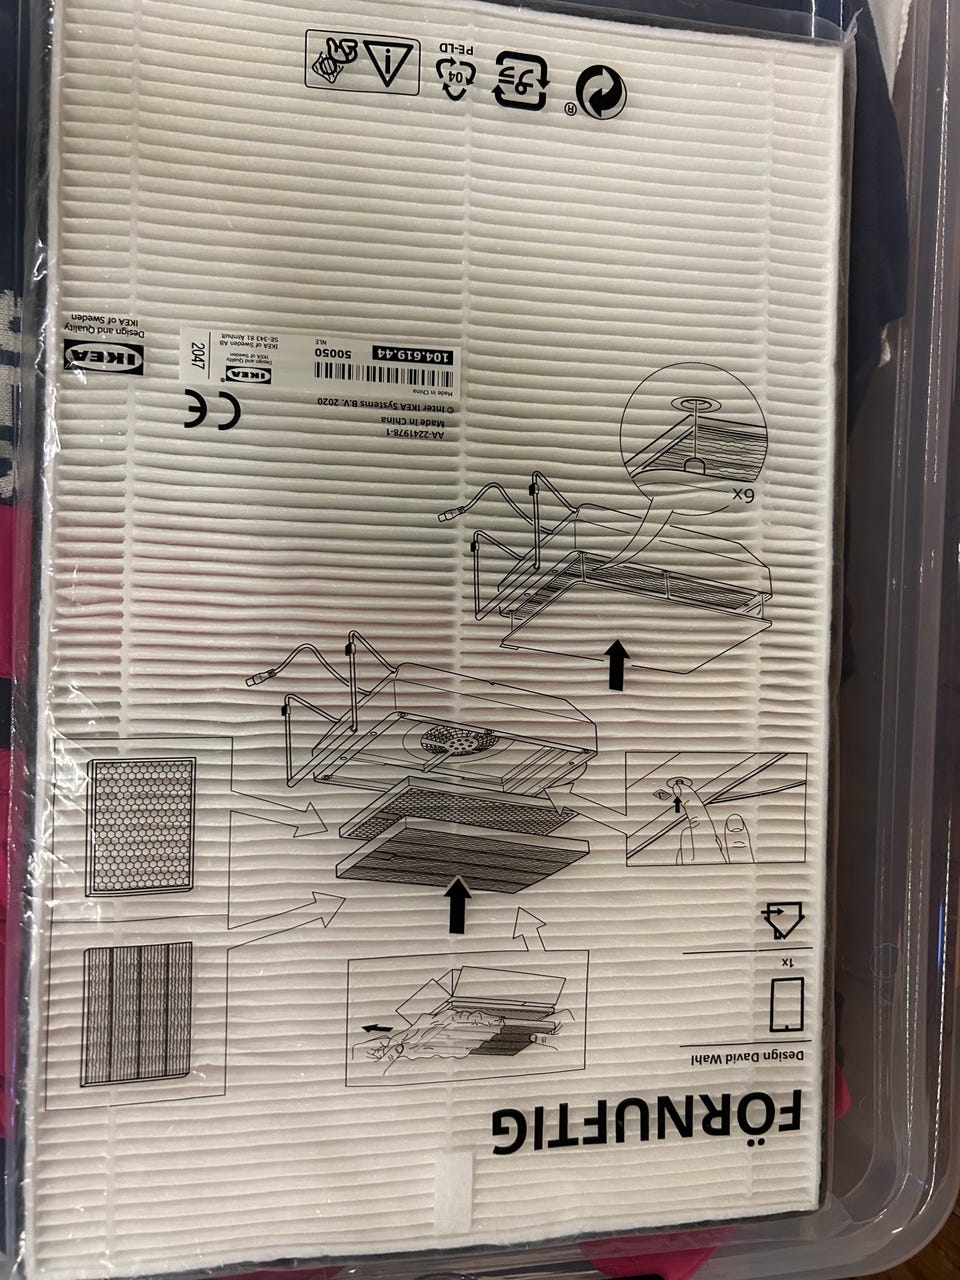 FÖRNUFTIG
Design David Wahl
1x
6x
AA-2241978-1
Made in China
© Inter IKEA Systems B.V. 2020
CE
Made in China
104.619.44
50050
NLE
IKEA®
Design and Quality
IKEA of Sweden
IKEA of Sweden AB
SE-343 81 Älmhult
2047
IKEA
Design and Quality
IKEA of Sweden
®
プラ
04
PE-LD